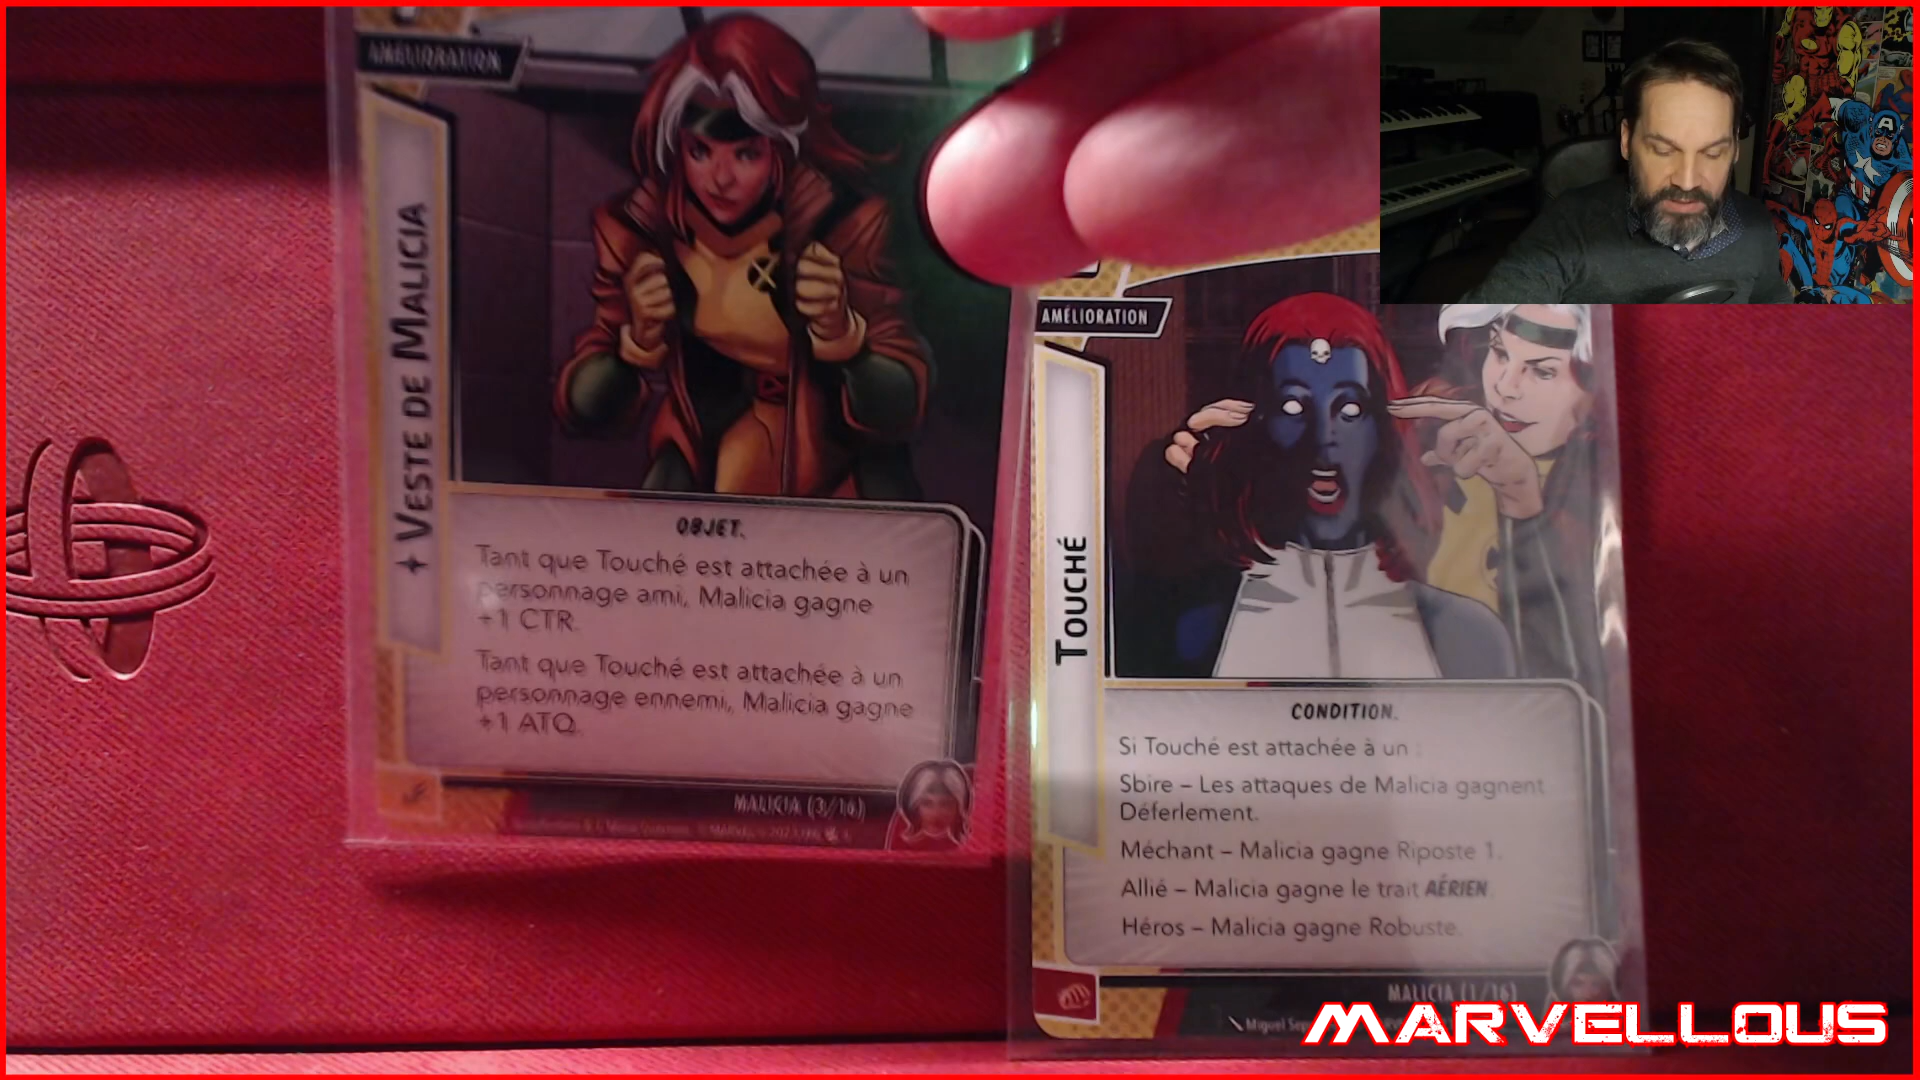 AMÉLIORATION
VESTE DE MALICIA
OBJET.
Tant que Touché est attachée à un
personnage ami, Malicia gagne
+1 CTR.
Tant que Touché est attachée à un
personnage ennemi, Malicia gagne
+1 ATQ.
MALICIA (3/16)
AMÉLIORATION
TOUCHÉ
CONDITION.
Si Touché est attachée à un :
Sbire – Les attaques de Malicia gagnent
Déferlement.
Méchant – Malicia gagne Riposte 1.
Allié – Malicia gagne le trait AÉRIEN.
Héros – Malicia gagne Robuste.
MALICIA (1/16)
Miguel
MARVELLOUS